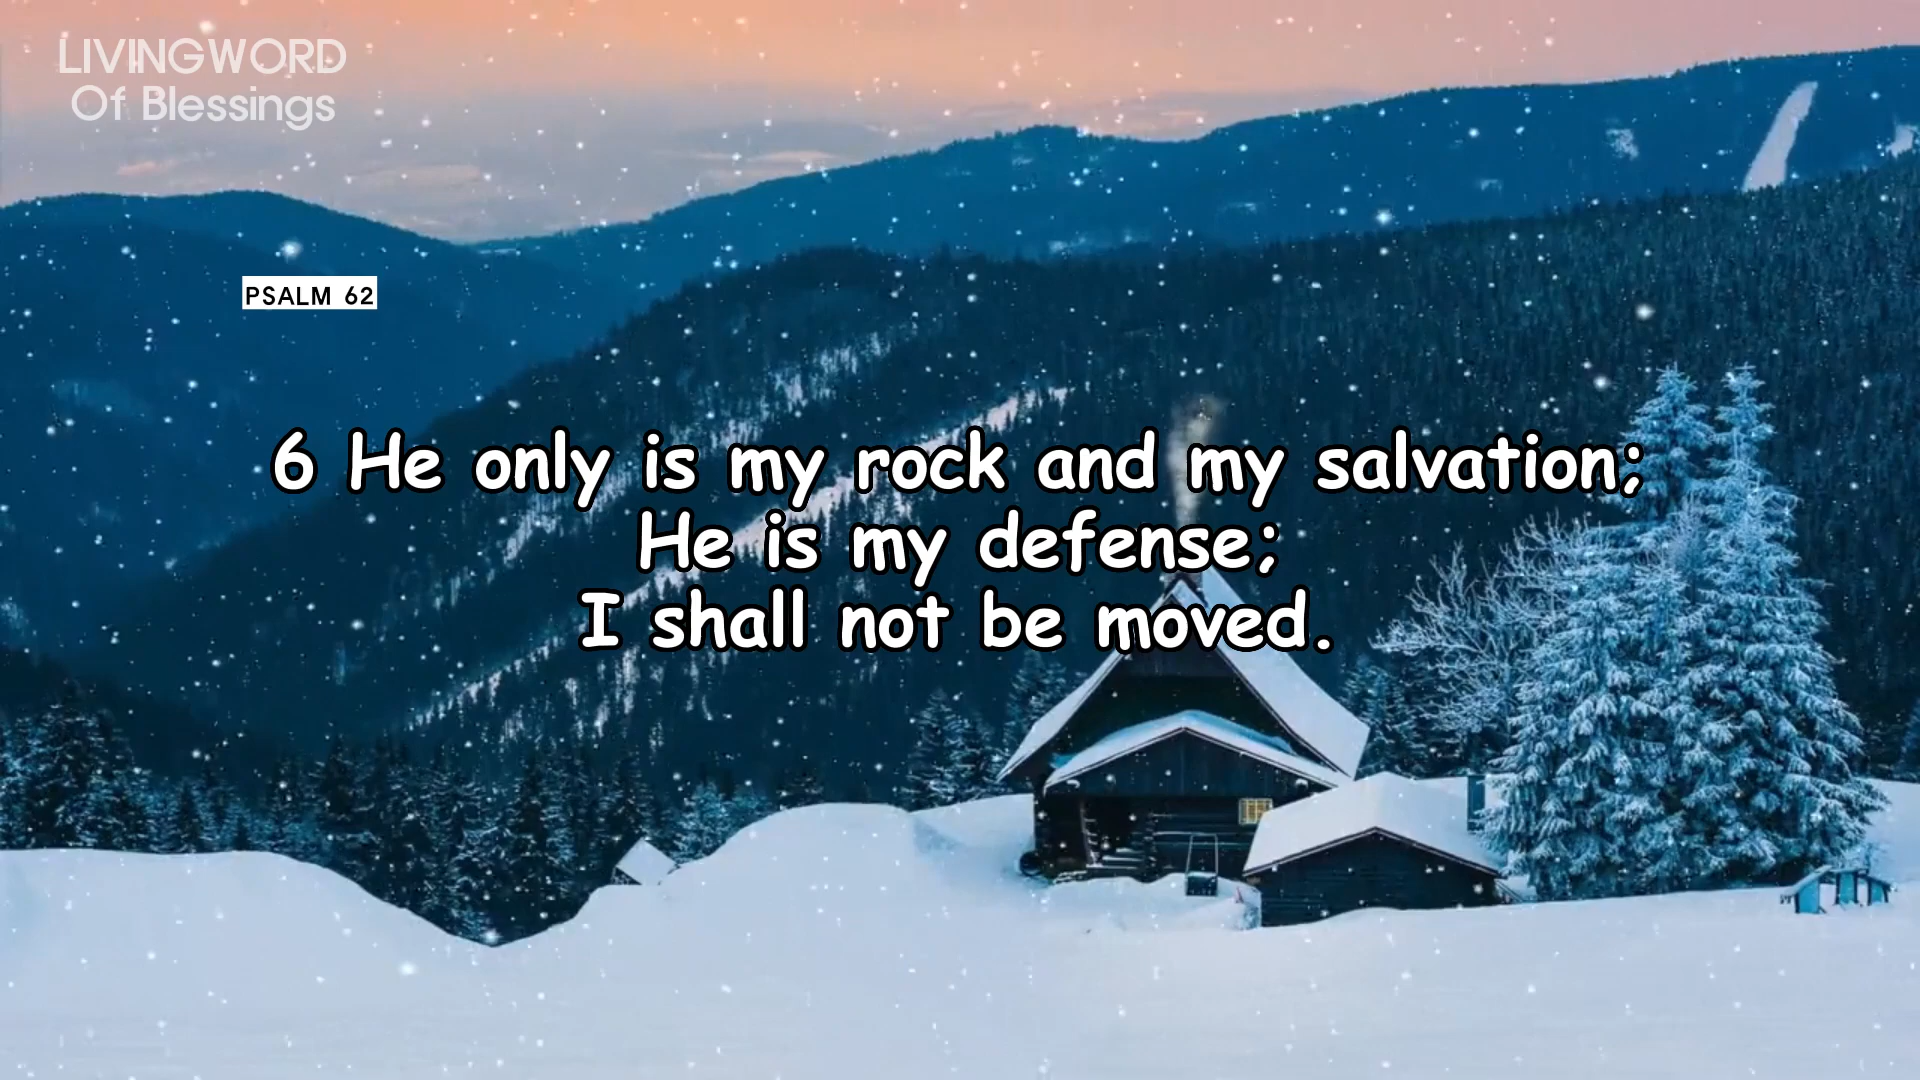 LIVINGWORD
Of Blessings
PSALM 62
6 He only is my rock and my salvation;
He is my defense;
I shall not be moved.